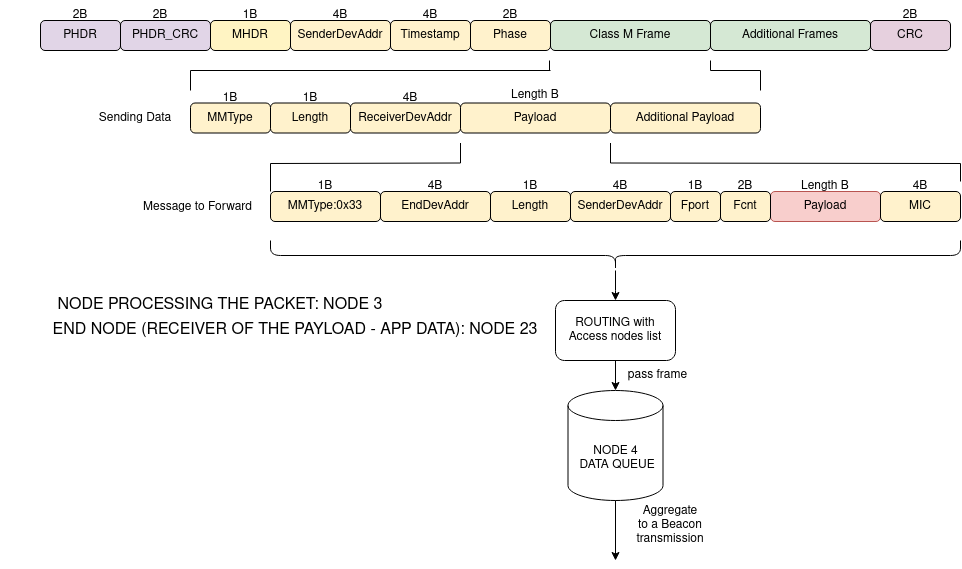 2B 2B 1B 4B 4B 2B 2B
PHDR PHDR_CRC MHDR SenderDevAddr Timestamp Phase Class M Frame Additional Frames CRC
1B 1B 4B Length B
Sending Data MMType Length ReceiverDevAddr Payload Additional Payload
1B 4B 1B 4B 1B 2B Length B 4B
Message to Forward MMType:0x33 EndDevAddr Length SenderDevAddr Fport Fcnt Payload MIC
NODE PROCESSING THE PACKET: NODE 3
END NODE (RECEIVER OF THE PAYLOAD - APP DATA): NODE 23
ROUTING with
Access nodes list
pass frame
NODE 4
DATA QUEUE
Aggregate
to a Beacon
transmission